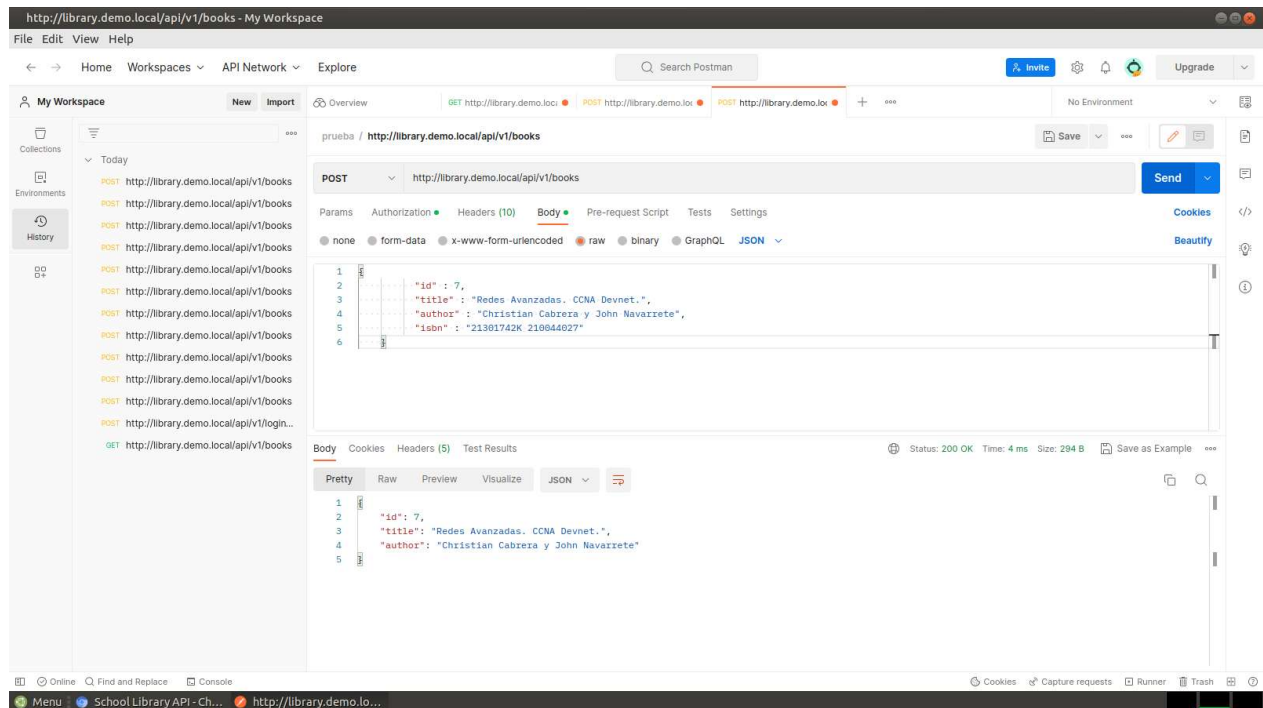 http://library.demo.local/api/v1/books - My Workspace
File Edit View Help
Home Workspaces API Network Explore
Search Postman
Invite
Upgrade
My Workspace
New Import
Overview
GET http://library.demo.loc
POST http://library.demo.loc
POST http://library.demo.loc
No Environment
Collections
Environments
History
Today
POST http://library.demo.local/api/v1/books
POST http://library.demo.local/api/v1/books
POST http://library.demo.local/api/v1/books
POST http://library.demo.local/api/v1/books
POST http://library.demo.local/api/v1/books
POST http://library.demo.local/api/v1/books
POST http://library.demo.local/api/v1/books
POST http://library.demo.local/api/v1/books
POST http://library.demo.local/api/v1/books
POST http://library.demo.local/api/v1/books
POST http://library.demo.local/api/v1/books
POST http://library.demo.local/api/v1/login...
GET http://library.demo.local/api/v1/books
prueba / http://library.demo.local/api/v1/books
Save
POST http://library.demo.local/api/v1/books
Send
Params Authorization Headers (10) Body Pre-request Script Tests Settings
Cookies
none form-data x-www-form-urlencoded raw binary GraphQL JSON
Beautify
1 {
2 "id" : 7,
3 "title" : "Redes Avanzadas. CCNA Devnet.",
4 "author" : "Christian Cabrera y John Navarrete",
5 "isbn" : "21301742K 210044027"
6 }
Body Cookies Headers (5) Test Results
Status: 200 OK Time: 4 ms Size: 294 B Save as Example
Pretty Raw Preview Visualize JSON
1 {
2 "id": 7,
3 "title": "Redes Avanzadas. CCNA Devnet.",
4 "author": "Christian Cabrera y John Navarrete"
5 }
Online Find and Replace Console
Cookies Capture requests Runner Trash
Menu School Library API - Ch... http://library.demo.lo...